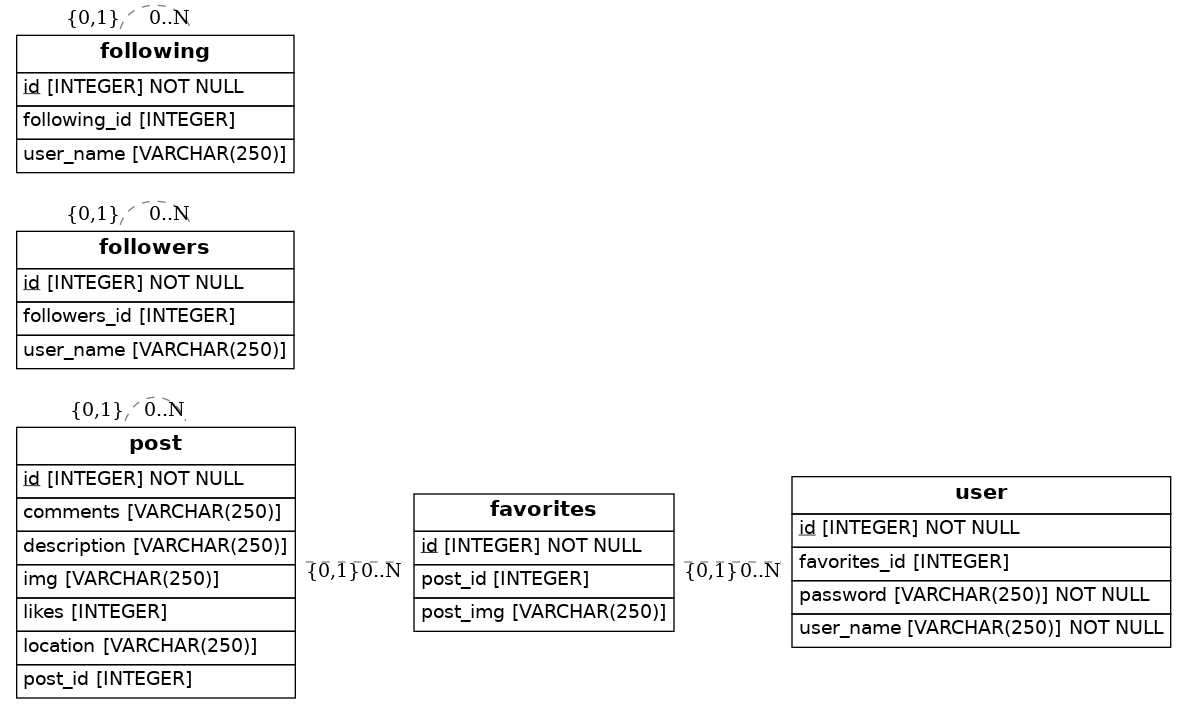 {0,1} 0..N
following
id [INTEGER] NOT NULL
following_id [INTEGER]
user_name [VARCHAR(250)]
{0,1} 0..N
followers
id [INTEGER] NOT NULL
followers_id [INTEGER]
user_name [VARCHAR(250)]
{0,1} 0..N
post
id [INTEGER] NOT NULL
comments [VARCHAR(250)]
description [VARCHAR(250)]
img [VARCHAR(250)]
likes [INTEGER]
location [VARCHAR(250)]
post_id [INTEGER]
{0,1} 0..N
favorites
id [INTEGER] NOT NULL
post_id [INTEGER]
post_img [VARCHAR(250)]
{0,1} 0..N
user
id [INTEGER] NOT NULL
favorites_id [INTEGER]
password [VARCHAR(250)] NOT NULL
user_name [VARCHAR(250)] NOT NULL